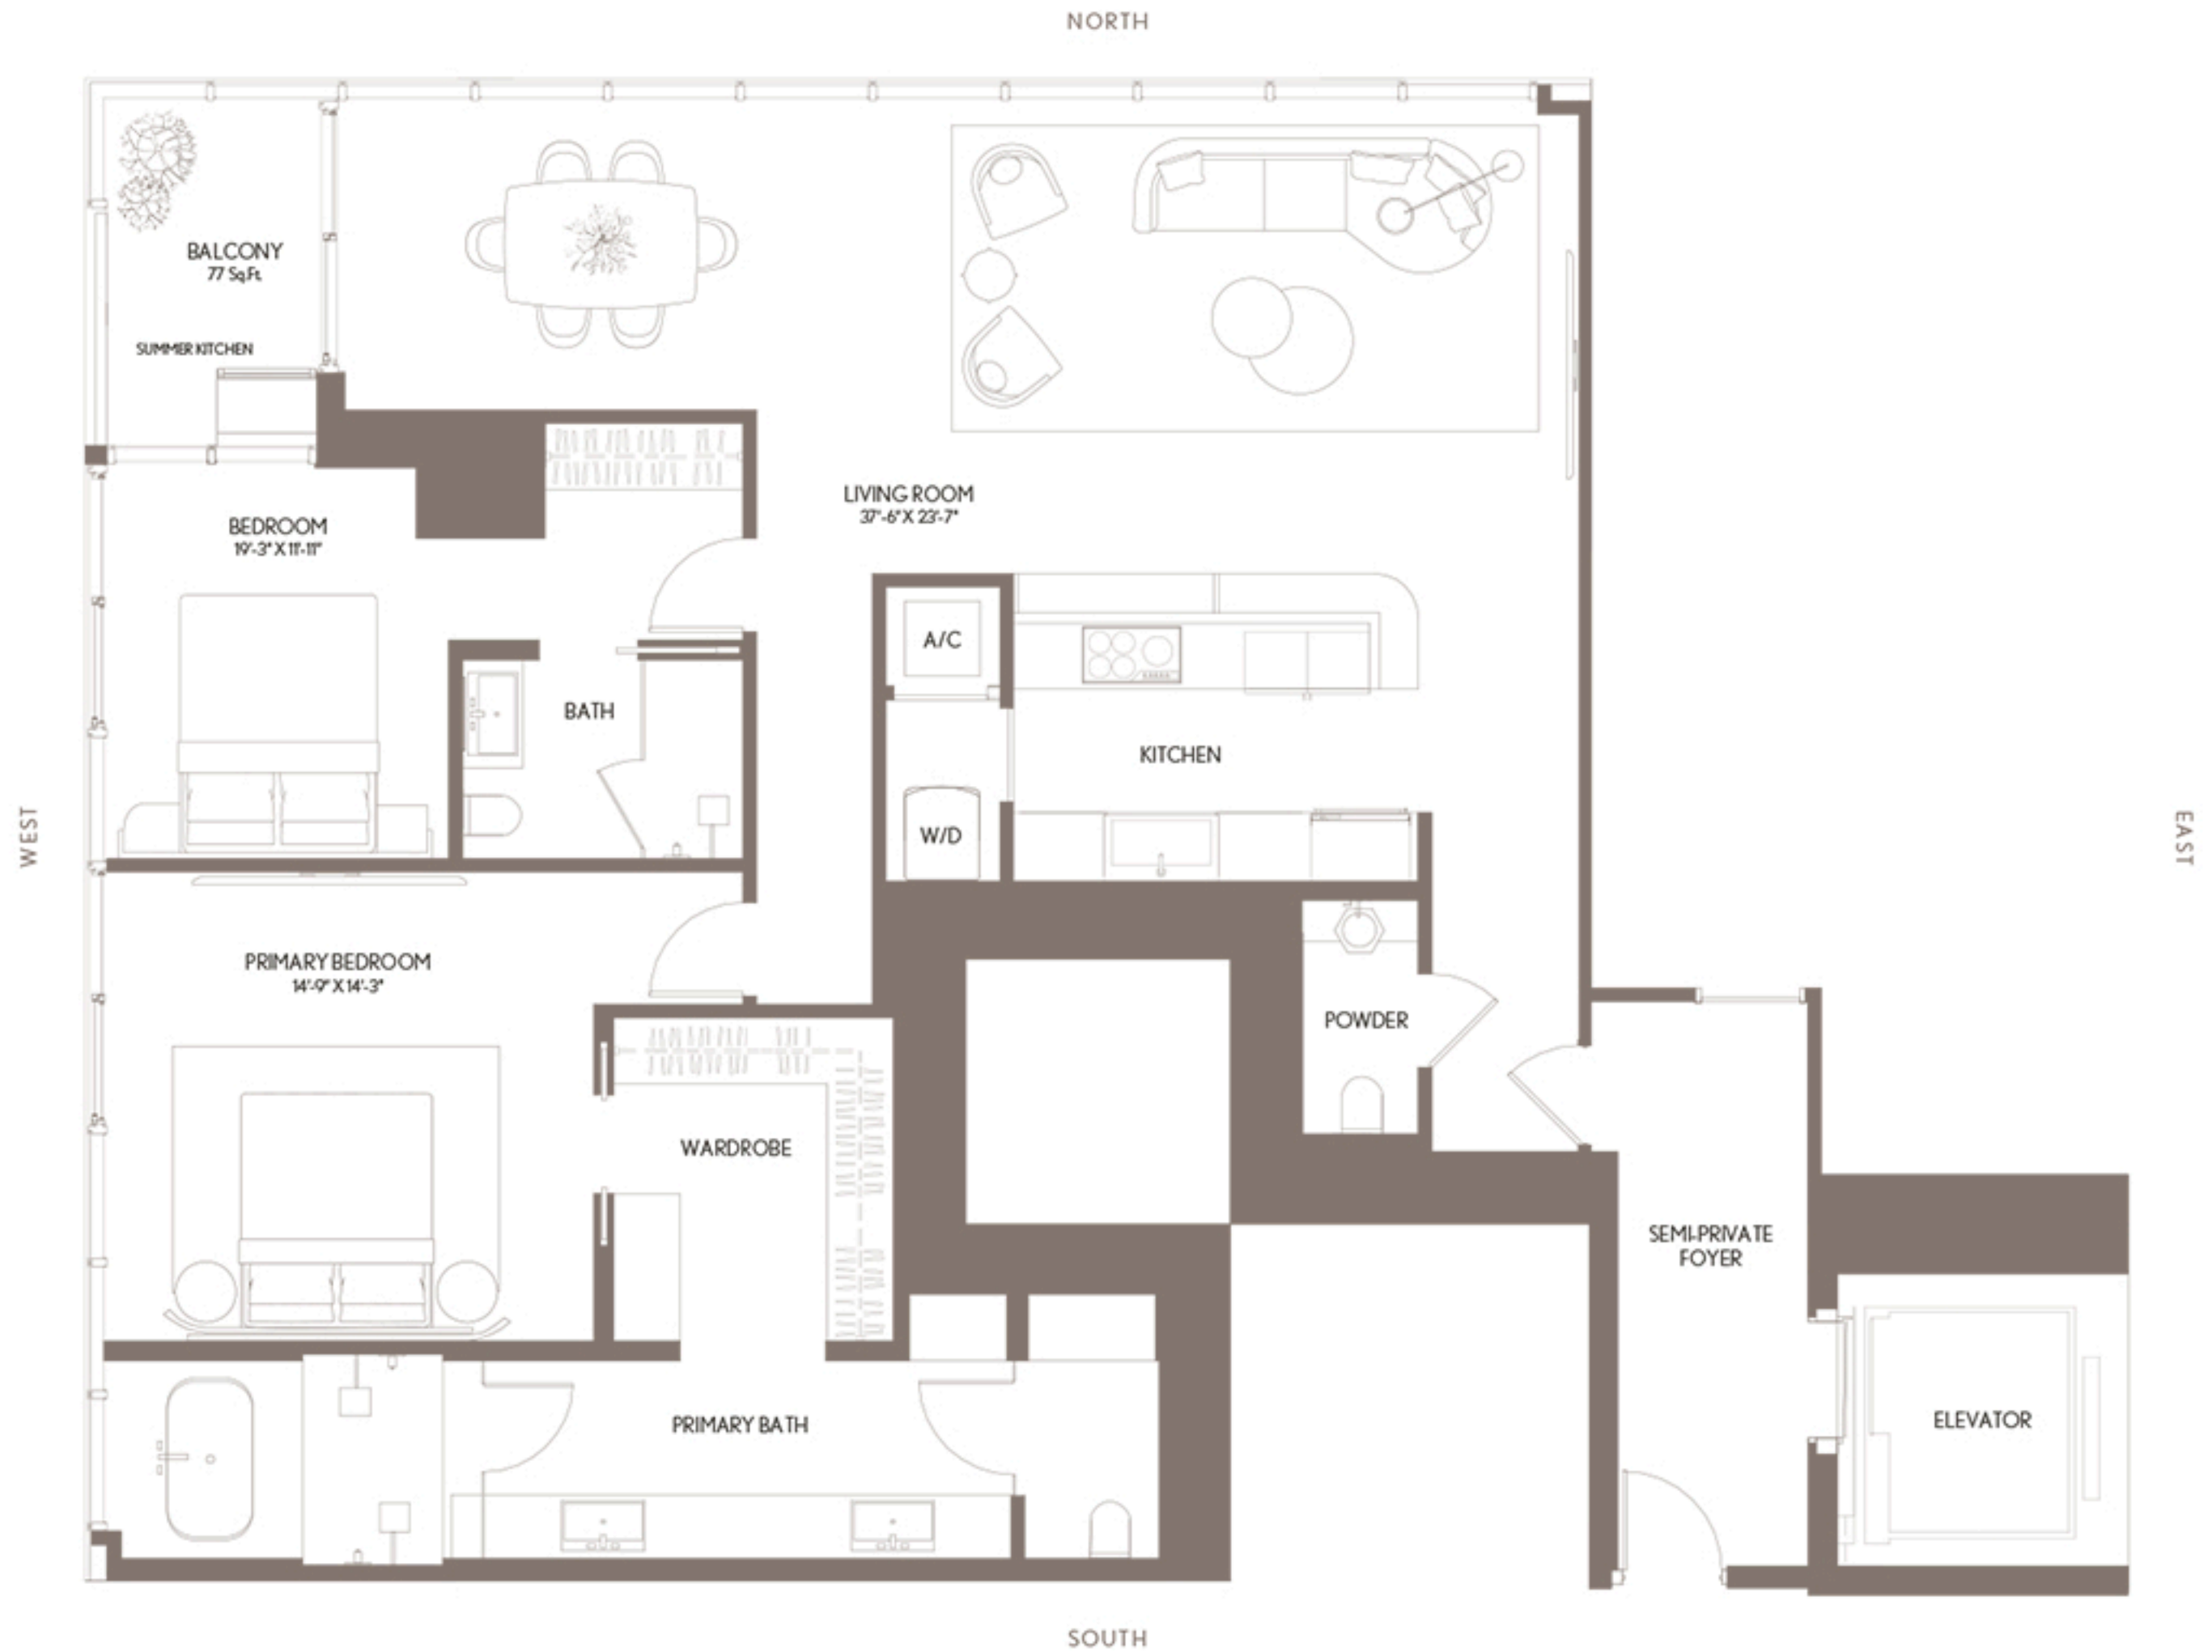 NORTH
BALCONY
77 Sq.Ft.
SUMMER KITCHEN
LIVING ROOM
37'-6" X 23'-7"
BEDROOM
19'-3" X 11'-11"
A/C
BATH
KITCHEN
WEST
EAST
W/D
PRIMARY BEDROOM
14'-9" X 14'-3"
POWDER
WARDROBE
SEMI-PRIVATE
FOYER
PRIMARY BATH
ELEVATOR
SOUTH